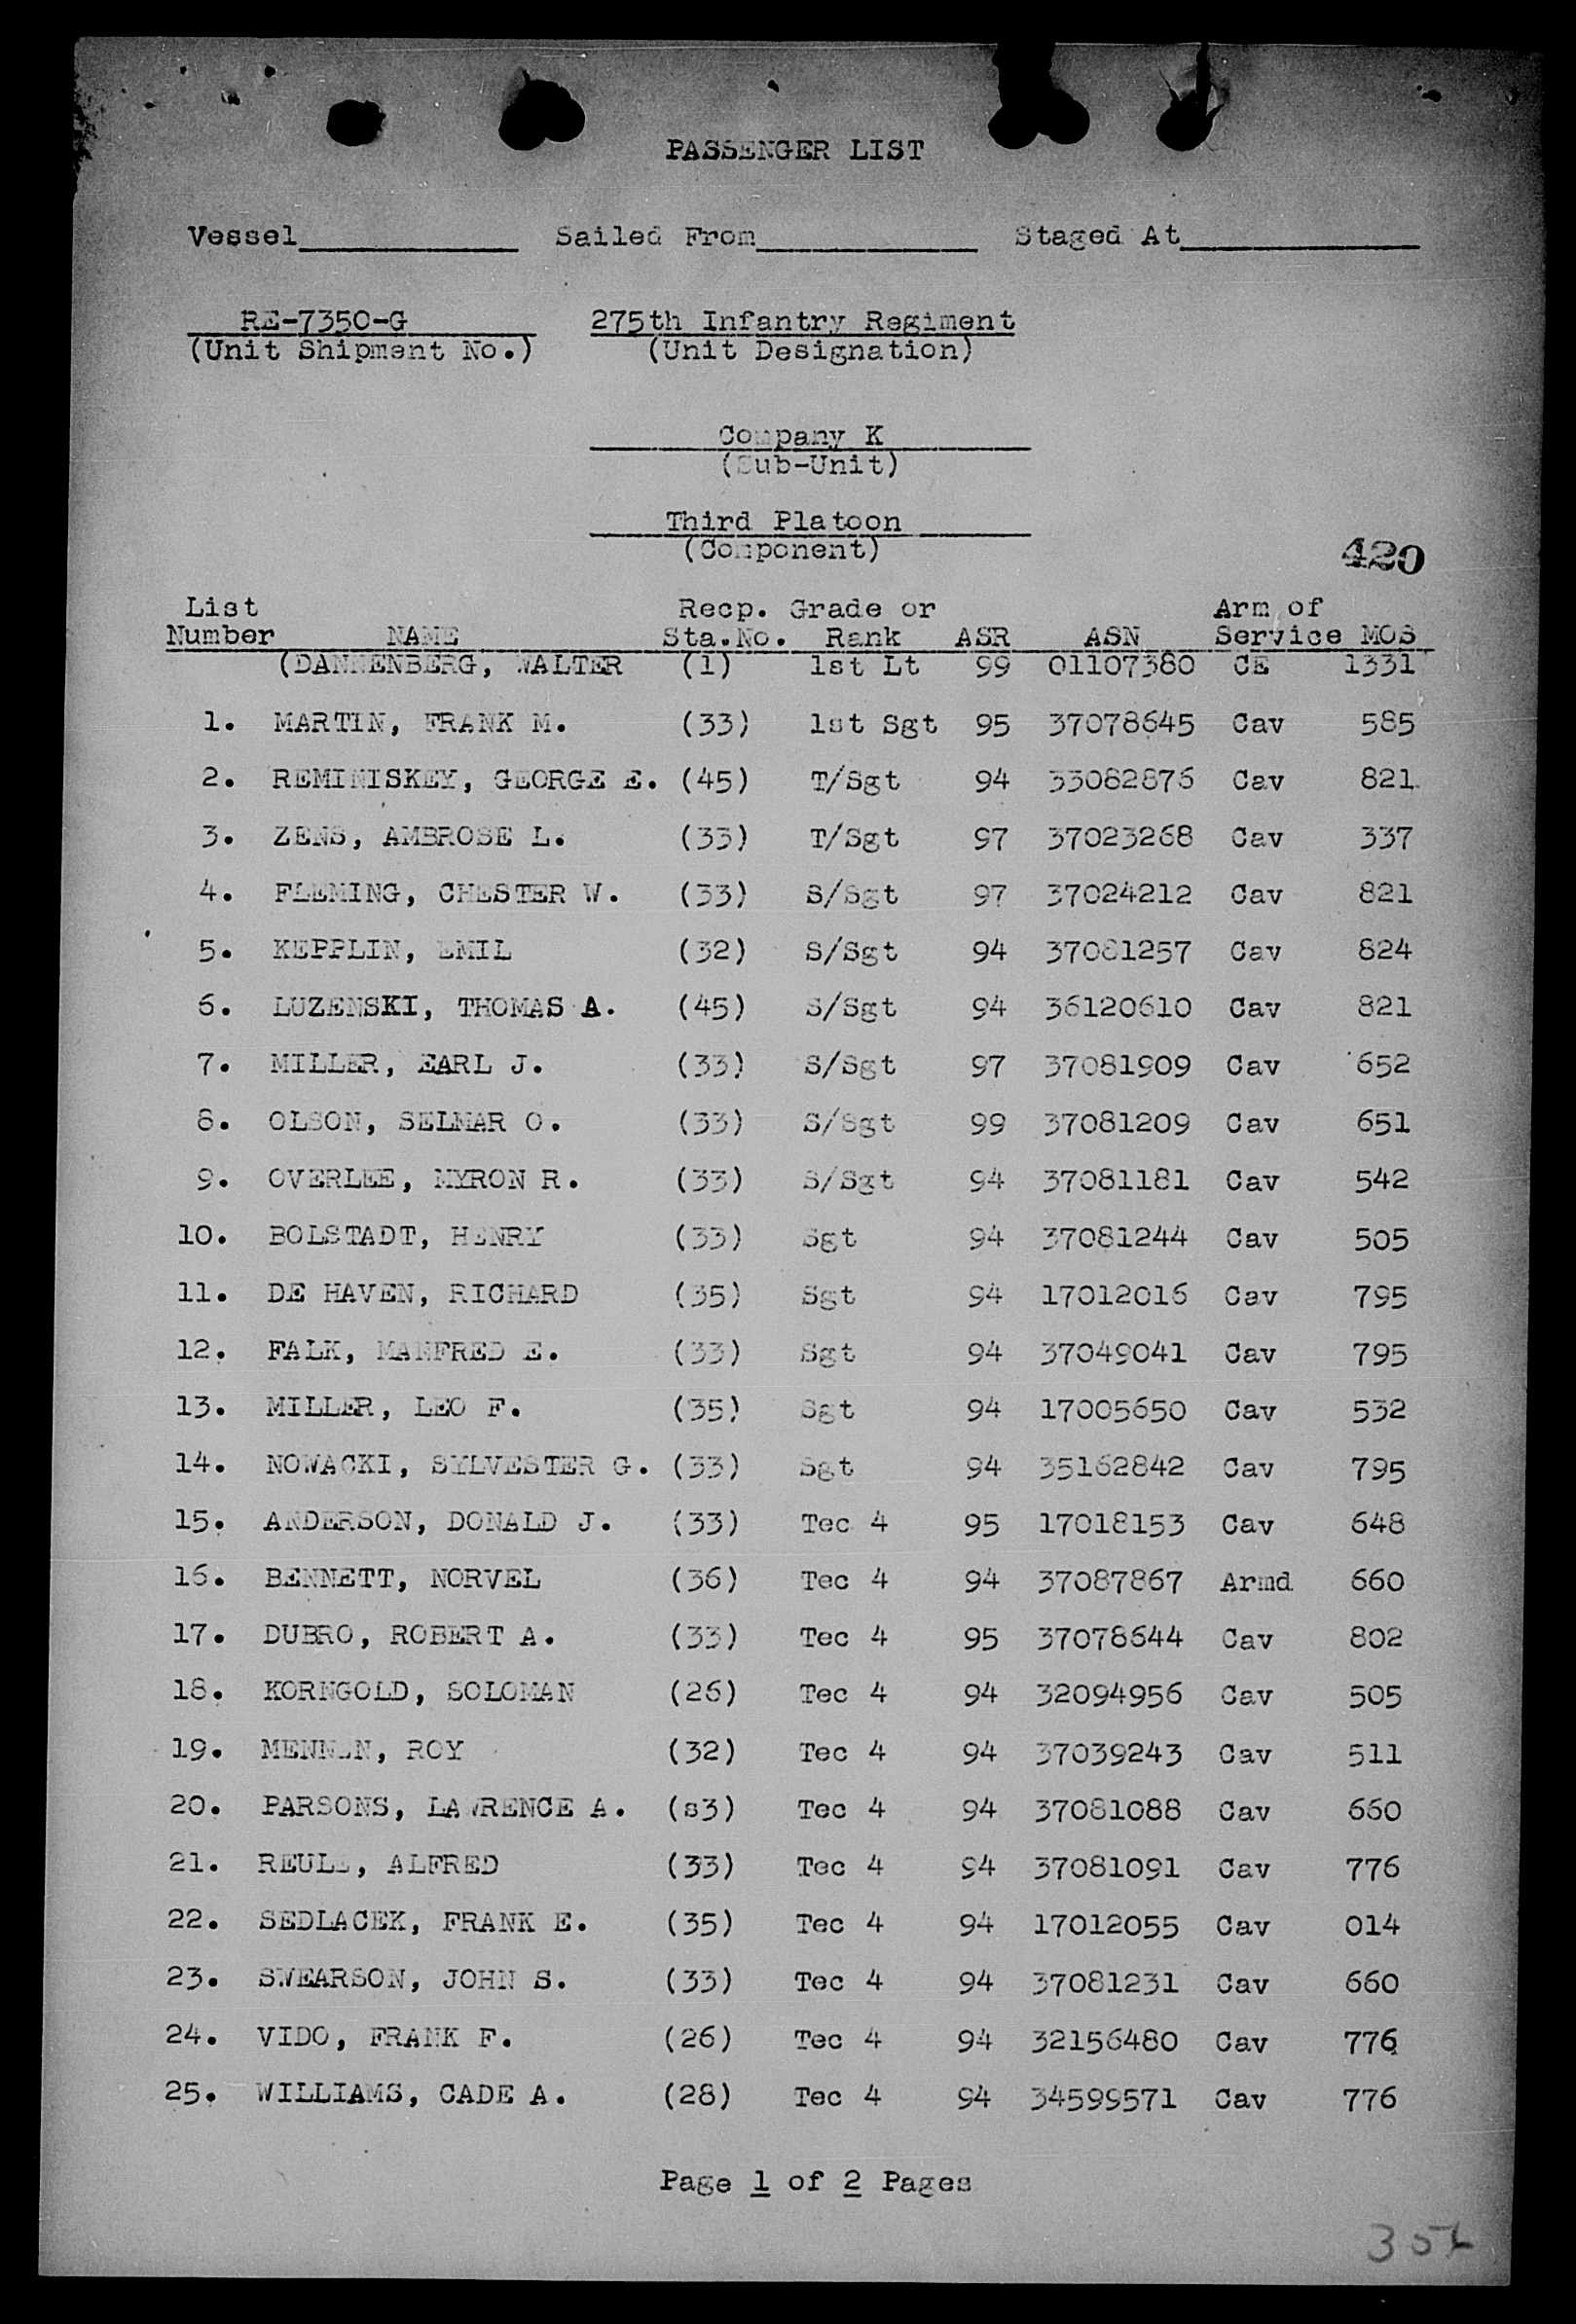 PASSENGER LIST
Vessel____________ Sailed From____________ Staged At_____________
RE-7350-G 275th Infantry Regiment
(Unit Shipment No.) (Unit Designation)
Company K
(Sub-Unit)
Third Platoon
(Component)
420
List Recp. Grade or Arm of
Number NAME Sta.No. Rank ASR ASN Service MOS
(DANNENBERG, WALTER (1) 1st Lt 99 01107380 CE 1331
1. MARTIN, FRANK M. (33) 1st Sgt 95 37078645 Cav 585
2. REMINISKEY, GEORGE E. (45) T/Sgt 94 33082876 Cav 821
3. ZENS, AMBROSE L. (33) T/Sgt 97 37023268 Cav 337
4. FLEMING, CHESTER W. (33) S/Sgt 97 37024212 Cav 821
5. KEPPLIN, EMIL (32) S/Sgt 94 37081257 Cav 824
6. LUZENSKI, THOMAS A. (45) S/Sgt 94 36120610 Cav 821
7. MILLER, EARL J. (33) S/Sgt 97 37081909 Cav 652
8. OLSON, SELMAR O. (33) S/Sgt 99 37081209 Cav 651
9. OVERLEE, MYRON R. (33) S/Sgt 94 37081181 Cav 542
10. BOLSTADT, HENRY (33) Sgt 94 37081244 Cav 505
11. DE HAVEN, RICHARD (35) Sgt 94 17012016 Cav 795
12. FALK, MANFRED E. (33) Sgt 94 37049041 Cav 795
13. MILLER, LEO F. (35) Sgt 94 17005650 Cav 532
14. NOWACKI, SYLVESTER G. (33) Sgt 94 35162842 Cav 795
15. ANDERSON, DONALD J. (33) Tec 4 95 17018153 Cav 648
16. BENNETT, NORVEL (36) Tec 4 94 37087867 Armd 660
17. DUBRO, ROBERT A. (33) Tec 4 95 37078644 Cav 802
18. KORNGOLD, SOLOMAN (26) Tec 4 94 32094956 Cav 505
19. MENNEN, ROY (32) Tec 4 94 37039243 Cav 511
20. PARSONS, LAWRENCE A. (s3) Tec 4 94 37081088 Cav 660
21. REULE, ALFRED (33) Tec 4 94 37081091 Cav 776
22. SEDLACEK, FRANK E. (35) Tec 4 94 17012055 Cav 014
23. SWEARSON, JOHN S. (33) Tec 4 94 37081231 Cav 660
24. VIDO, FRANK F. (26) Tec 4 94 32156480 Cav 776
25. WILLIAMS, CADE A. (28) Tec 4 94 34599571 Cav 776
Page 1 of 2 Pages